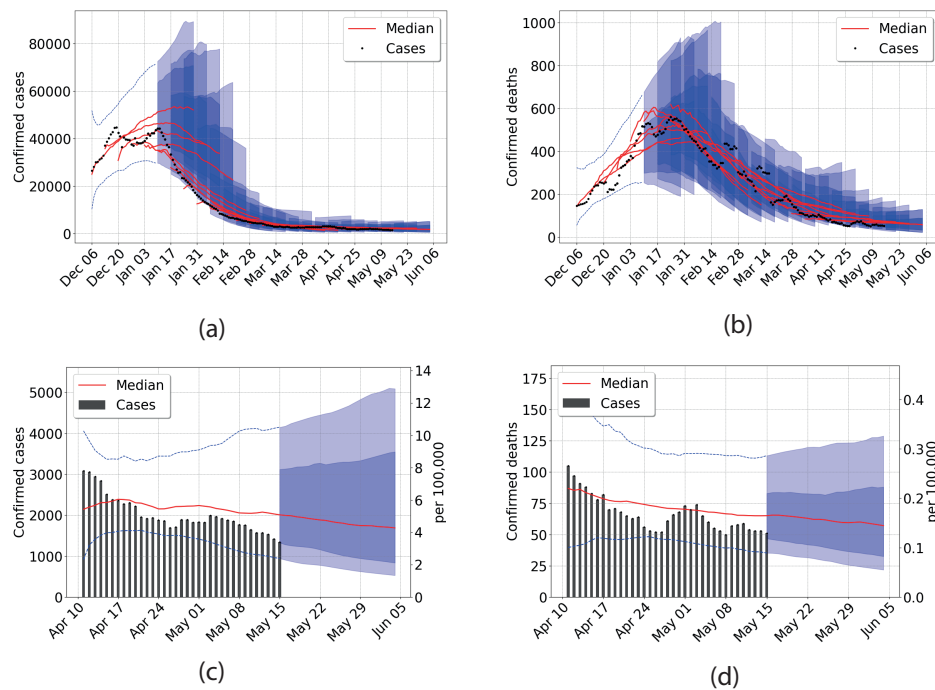 Confirmed cases
80000
60000
40000
20000
0
Median
Cases
Dec 06
Dec 20
Jan 03
Jan 17
Jan 31
Feb 14
Feb 28
Mar 14
Mar 28
Apr 11
Apr 25
May 09
May 23
Jun 06
(a)
Confirmed deaths
1000
800
600
400
200
0
Median
Cases
Dec 06
Dec 20
Jan 03
Jan 17
Jan 31
Feb 14
Feb 28
Mar 14
Mar 28
Apr 11
Apr 25
May 09
May 23
Jun 06
(b)
Confirmed cases
5000
4000
3000
2000
1000
0
Median
Cases
14
12
10
8
6
4
2
0
per 100,000
Apr 10
Apr 17
Apr 24
May 01
May 08
May 15
May 22
May 29
Jun 05
(c)
Confirmed deaths
175
150
125
100
75
50
25
0
Median
Cases
0.4
0.3
0.2
0.1
0.0
per 100,000
Apr 10
Apr 17
Apr 24
May 01
May 08
May 15
May 22
May 29
Jun 05
(d)